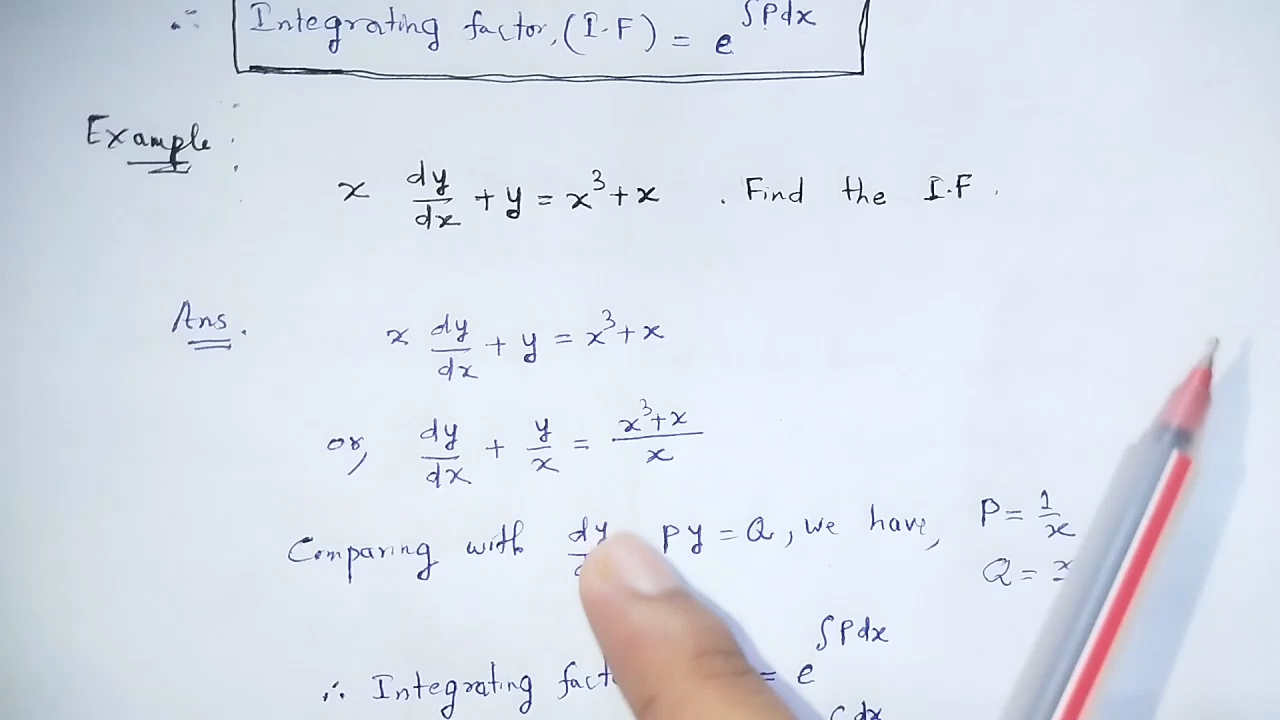 ∴ Integrating factor, (I.F) = e^∫Pdx
Example :
x dy/dx + y = x³+x . Find the I.F.
Ans. x dy/dx + y = x³+x
or, dy/dx + y/x = x³+x/x
Comparing with dy Py = Q, we have, P = 1/x
Q =
∴ Integrating = e^∫Pdx
∫dx